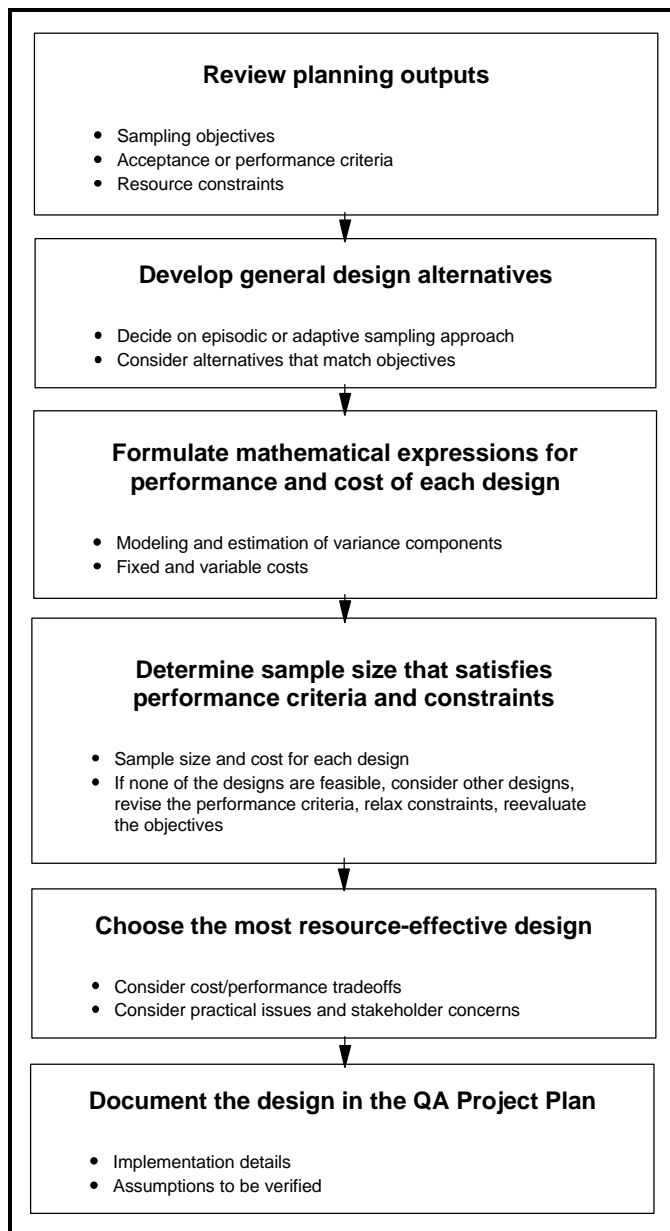 Review planning outputs
• Sampling objectives
• Acceptance or performance criteria
• Resource constraints
Develop general design alternatives
• Decide on episodic or adaptive sampling approach
• Consider alternatives that match objectives
Formulate mathematical expressions for
performance and cost of each design
• Modeling and estimation of variance components
• Fixed and variable costs
Determine sample size that satisfies
performance criteria and constraints
• Sample size and cost for each design
• If none of the designs are feasible, consider other designs,
revise the performance criteria, relax constraints, reevaluate
the objectives
Choose the most resource-effective design
• Consider cost/performance tradeoffs
• Consider practical issues and stakeholder concerns
Document the design in the QA Project Plan
• Implementation details
• Assumptions to be verified